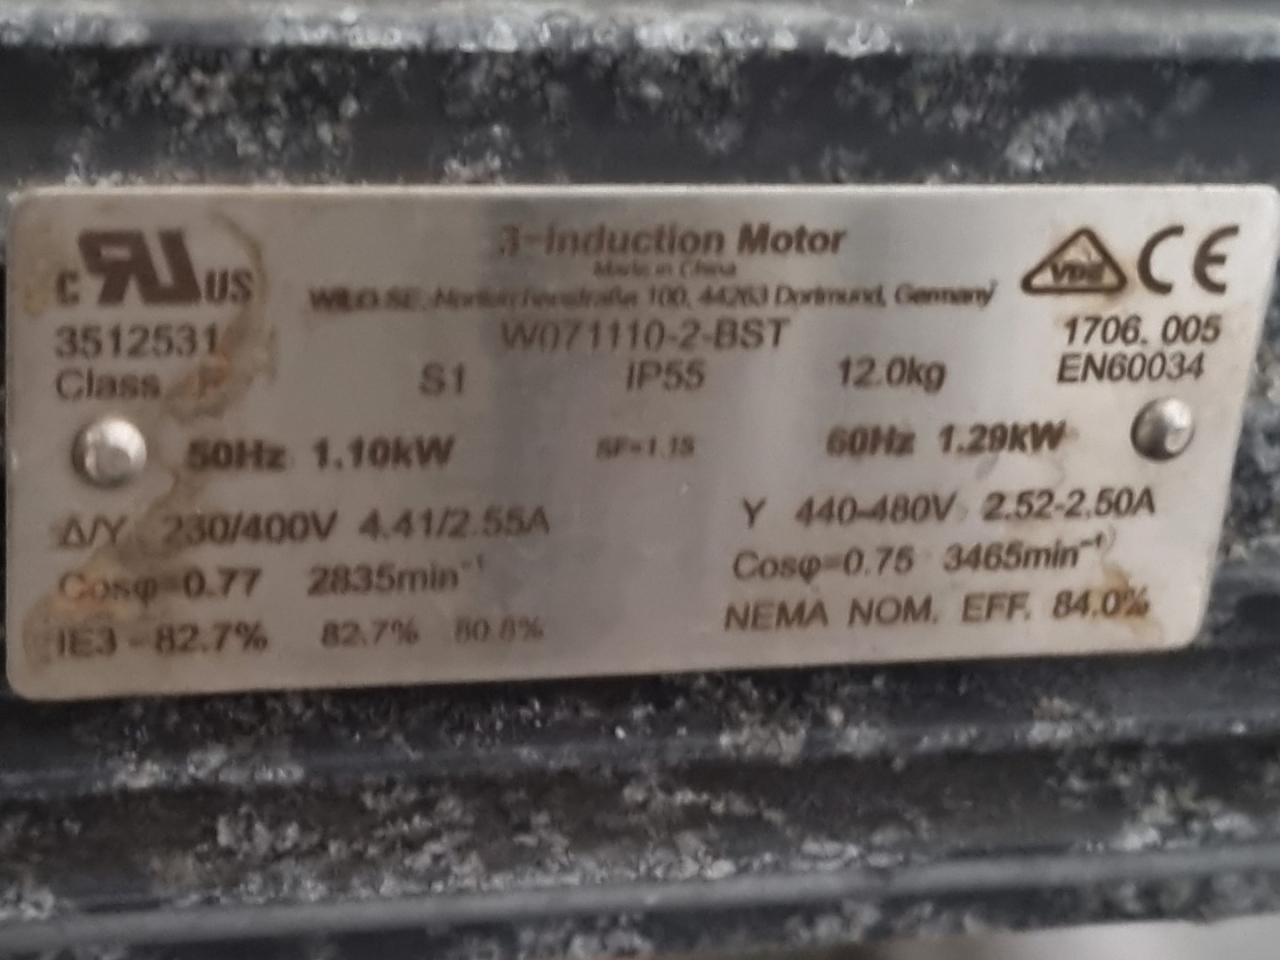 c RU US
3-Induction Motor
VDE CE
Made in China
WILO SE, Nortkirchenstraße 100, 44263 Dortmund, Germany
3512531 W071110-2-BST 1706. 005
Class F S1 IP55 12.0kg EN60034
50Hz 1.10kW SF=1.15 60Hz 1.29kW
Δ/Y 230/400V 4.41/2.55A Y 440-480V 2.52-2.50A
Cosφ=0.77 2835min⁻¹ Cosφ=0.75 3465min⁻¹
IE3 - 82.7% 82.7% 80.8% NEMA NOM. EFF. 84.0%